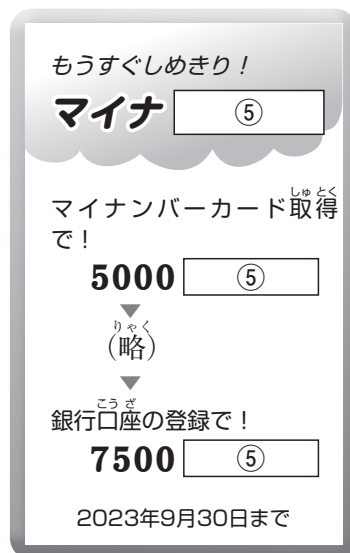 もうすぐしめきり！
マイナ ⑤
マイナンバーカード取得
で！
5000 ⑤
（略）
銀行口座の登録で！
7500 ⑤
2023年9月30日まで